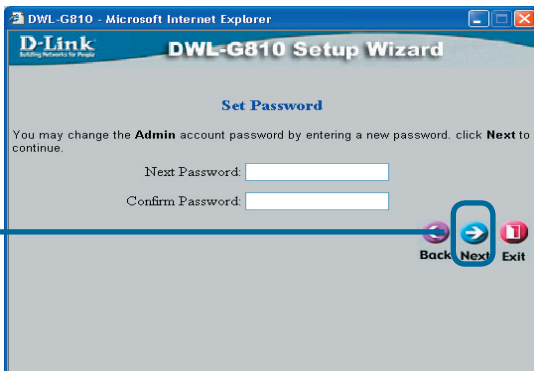 DWL-G810 - Microsoft Internet Explorer
D-Link
Building Networks for People
DWL-G810 Setup Wizard
Set Password
You may change the Admin account password by entering a new password. click Next to
continue.
Next Password:
Confirm Password:
Back Next Exit